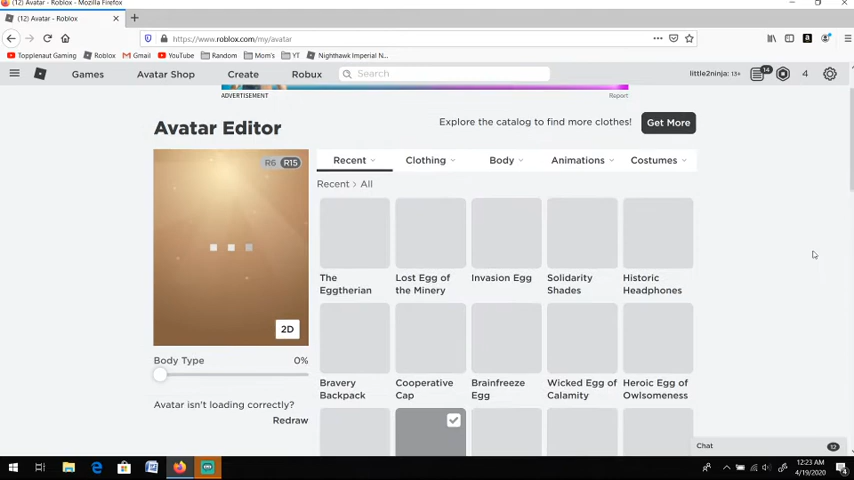 (12) Avatar - Roblox - Mozilla Firefox
(12) Avatar - Roblox
https://www.roblox.com/my/avatar
Topplenaut Gaming Roblox Gmail YouTube Random Mom's YT Nighthawk Imperial N...
Games Avatar Shop Create Robux Search little2ninja: 13+ 14 4
ADVERTISEMENT Report
Avatar Editor Explore the catalog to find more clothes! Get More
R6 R15 Recent Clothing Body Animations Costumes
Recent > All
The Eggtherian
Lost Egg of the Minery
Invasion Egg
Solidarity Shades
Historic Headphones
2D
Body Type 0%
Bravery Backpack
Cooperative Cap
Brainfreeze Egg
Wicked Egg of Calamity
Heroic Egg of Owlsomeness
Avatar isn't loading correctly?
Redraw
Chat 12
12:23 AM
4/19/2020
4